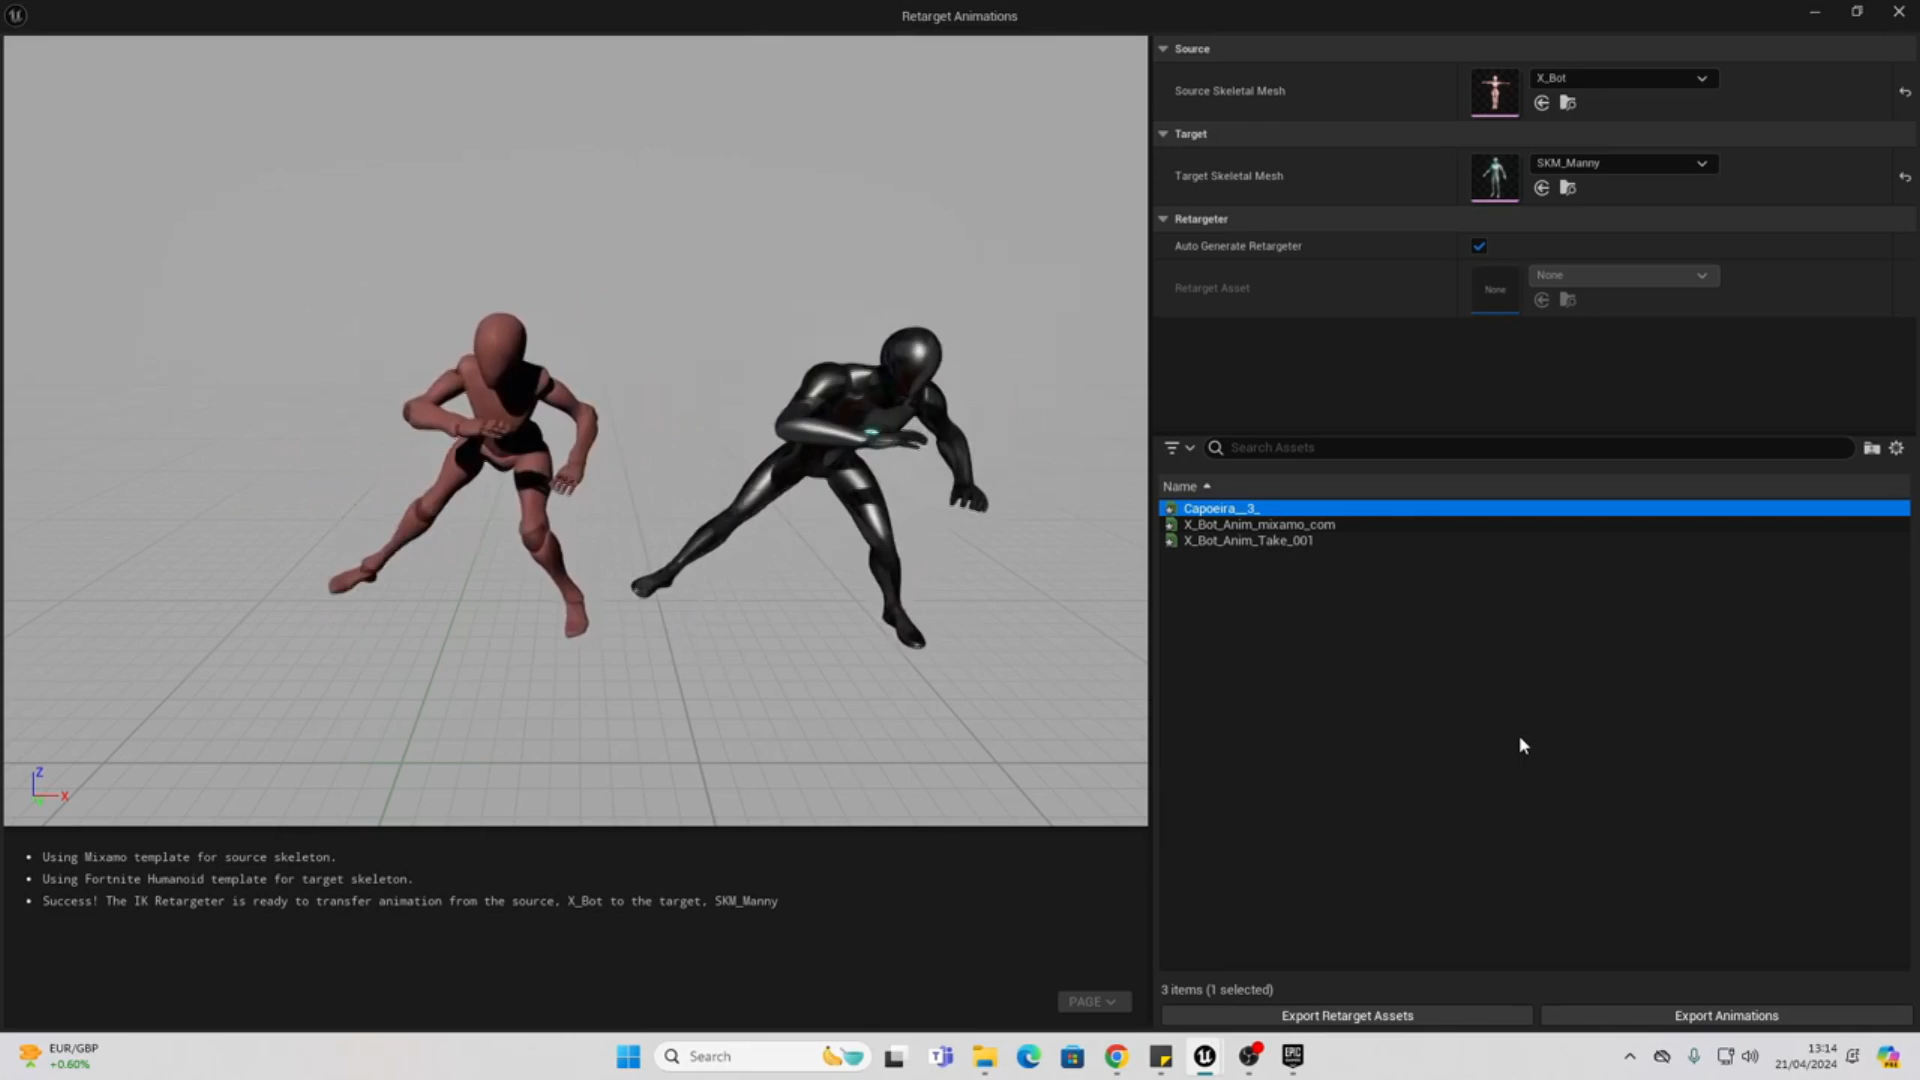 Retarget Animations
Source
Source Skeletal Mesh
X_Bot
Target
Target Skeletal Mesh
SKM_Manny
Retargeter
Auto Generate Retargeter
Retarget Asset
None
None
Search Assets
Name
Capoeira__3_
X_Bot_Anim_mixamo_com
X_Bot_Anim_Take_001
Z
X
Using Mixamo template for source skeleton.
Using Fortnite Humanoid template for target skeleton.
Success! The IK Retargeter is ready to transfer animation from the source, X_Bot to the target, SKM_Manny
PAGE
3 items (1 selected)
Export Retarget Assets
Export Animations
EUR/GBP
+0.60%
Search
EPIC
GAMES
13:14
21/04/2024
PRE